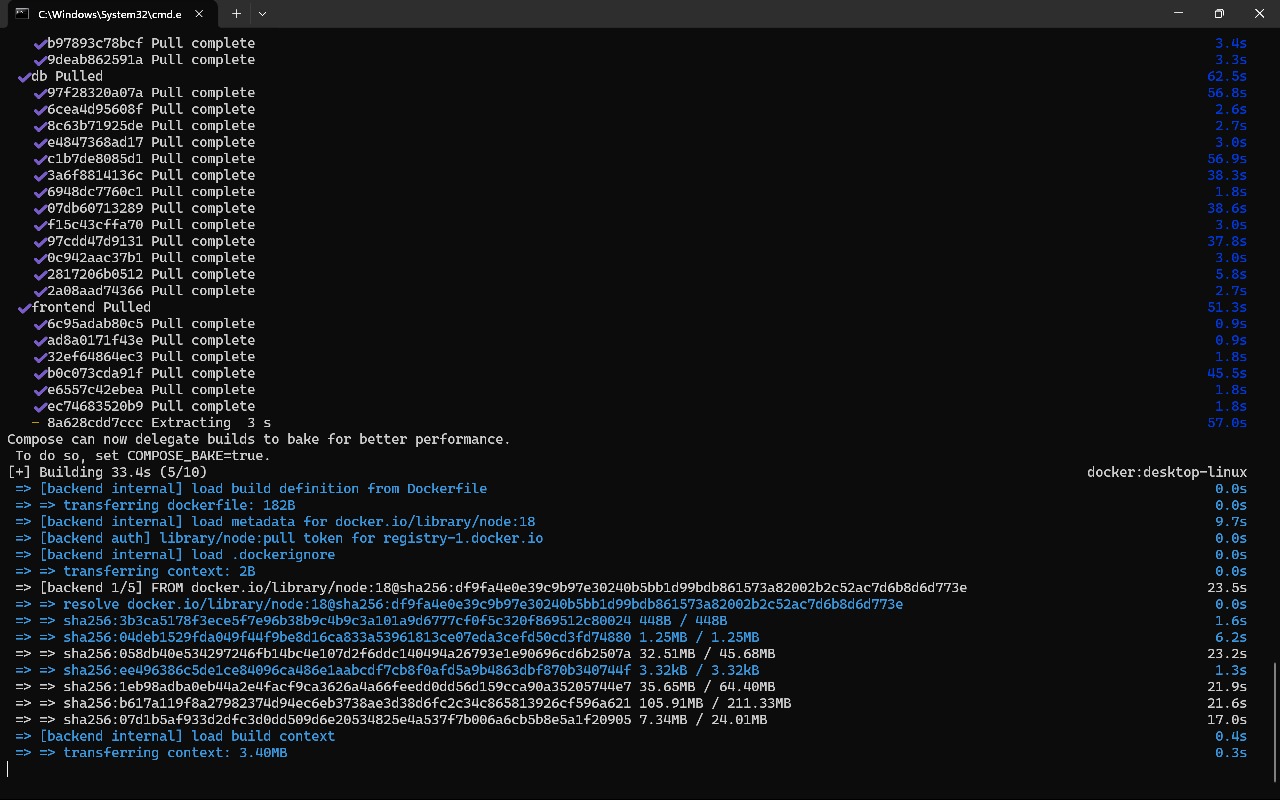 C:\Windows\System32\cmd.e
b97893c78bcf Pull complete 3.4s
9deab862591a Pull complete 3.3s
db Pulled 62.5s
97f28320a07a Pull complete 56.8s
6cea4d95608f Pull complete 2.6s
8c63b71925de Pull complete 2.7s
e4847368ad17 Pull complete 3.0s
c1b7de8085d1 Pull complete 56.9s
3a6f8814136c Pull complete 38.3s
6948dc7760c1 Pull complete 1.8s
07db60713289 Pull complete 38.6s
f15c43cffa70 Pull complete 3.0s
97cdd47d9131 Pull complete 37.8s
0c942aac37b1 Pull complete 3.0s
2817206b0512 Pull complete 5.8s
2a08aad74366 Pull complete 2.7s
frontend Pulled 51.3s
6c95adab80c5 Pull complete 0.9s
ad8a0171f43e Pull complete 0.9s
32ef64864ec3 Pull complete 1.8s
b0c073cda91f Pull complete 45.5s
e6557c42ebea Pull complete 1.8s
ec74683520b9 Pull complete 1.8s
- 8a628cdd7ccc Extracting 3 s 57.0s
Compose can now delegate builds to bake for better performance.
To do so, set COMPOSE_BAKE=true.
[+] Building 33.4s (5/10) docker:desktop-linux
=> [backend internal] load build definition from Dockerfile 0.0s
=> => transferring dockerfile: 182B 0.0s
=> [backend internal] load metadata for docker.io/library/node:18 9.7s
=> [backend auth] library/node:pull token for registry-1.docker.io 0.0s
=> [backend internal] load .dockerignore 0.0s
=> => transferring context: 2B 0.0s
=> [backend 1/5] FROM docker.io/library/node:18@sha256:df9fa4e0e39c9b97e30240b5bb1d99bdb861573a82002b2c52ac7d6b8d6d773e 23.5s
=> => resolve docker.io/library/node:18@sha256:df9fa4e0e39c9b97e30240b5bb1d99bdb861573a82002b2c52ac7d6b8d6d773e 0.0s
=> => sha256:3b3ca5178f3ece5f7e96b38b9c4b9c3a101a9d6777cf0f5c320f869512c80024 448B / 448B 1.6s
=> => sha256:04deb1529fda049f44f9be8d16ca833a53961813ce07eda3cefd50cd3fd74880 1.25MB / 1.25MB 6.2s
=> => sha256:058db40e534297246fb14bc4e107d2f6ddc140494a26793e1e90696cd6b2507a 32.51MB / 45.68MB 23.2s
=> => sha256:ee496386c5de1ce84096ca486e1aabcdf7cb8f0afd5a9b4863dbf870b340744f 3.32kB / 3.32kB 1.3s
=> => sha256:1eb98adba0eb44a2e4facf9ca3626a4a66feedd0dd56d159cca90a35205744e7 35.65MB / 64.40MB 21.9s
=> => sha256:b617a119f8a27982374d94ec6eb3738ae3d38d6fc2c34c865813926cf596a621 105.91MB / 211.33MB 21.6s
=> => sha256:07d1b5af933d2dfc3d0dd509d6e20534825e4a537f7b006a6cb5b8e5a1f20905 7.34MB / 24.01MB 17.0s
=> [backend internal] load build context 0.4s
=> => transferring context: 3.40MB 0.3s